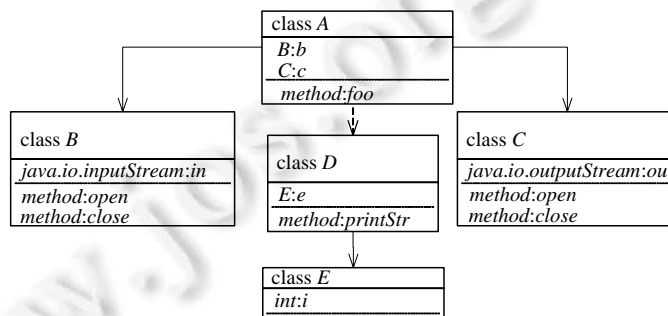 class A
B:b
C:c
method:foo
class B
java.io.inputStream:in
method:open
method:close
class D
E:e
method:printStr
class C
java.io.outputStream:ou
method:open
method:close
class E
int:i